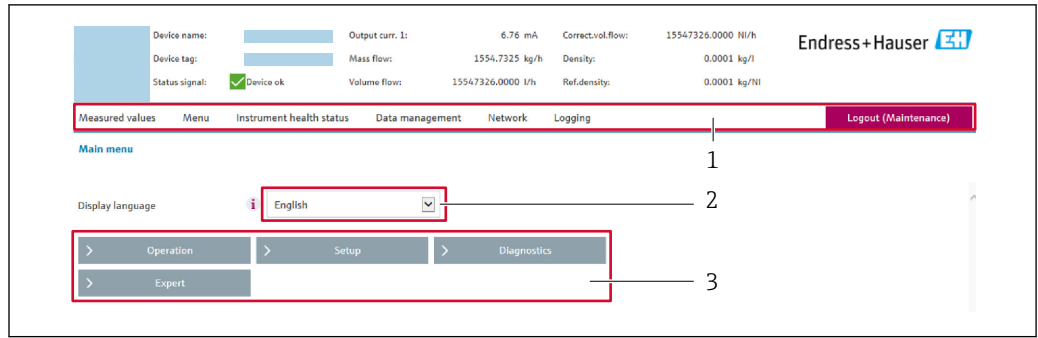 Device name: Output curr. 1: 6.76 mA Correct.vol.flow: 15547326.0000 Nl/h
Endress+Hauser EH
Device tag: Mass flow: 1554.7325 kg/h Density: 0.0001 kg/l
Status signal: Device ok Volume flow: 15547326.0000 l/h Ref.density: 0.0001 kg/Nl
Measured values Menu Instrument health status Data management Network Logging Logout (Maintenance)
1
Main menu
Display language i English 2
> Operation > Setup > Diagnostics
> Expert 3